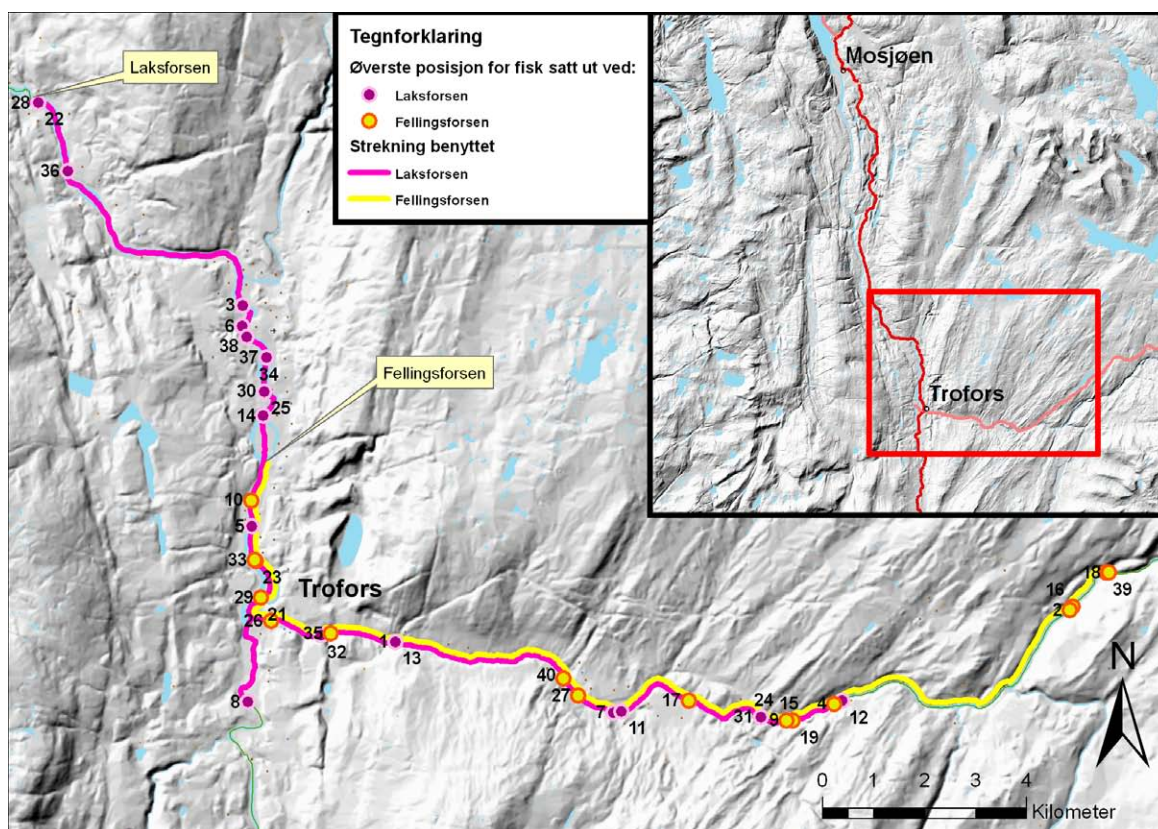 Laksforsen
Tegnforklaring
Øverste posisjon for fisk satt ut ved:
Laksforsen
Fellingsforsen
Strekning benyttet
Laksforsen
Fellingsforsen
Mosjøen
Trofors
28
22
36
3
6
38
37
34
30
25
14
Fellingsforsen
10
5
33
23
29
Trofors
21
26
35
32
1
13
40
27
7
11
17
24
31
15
9
19
4
12
16
2
18
39
N
0 1 2 3 4
Kilometer